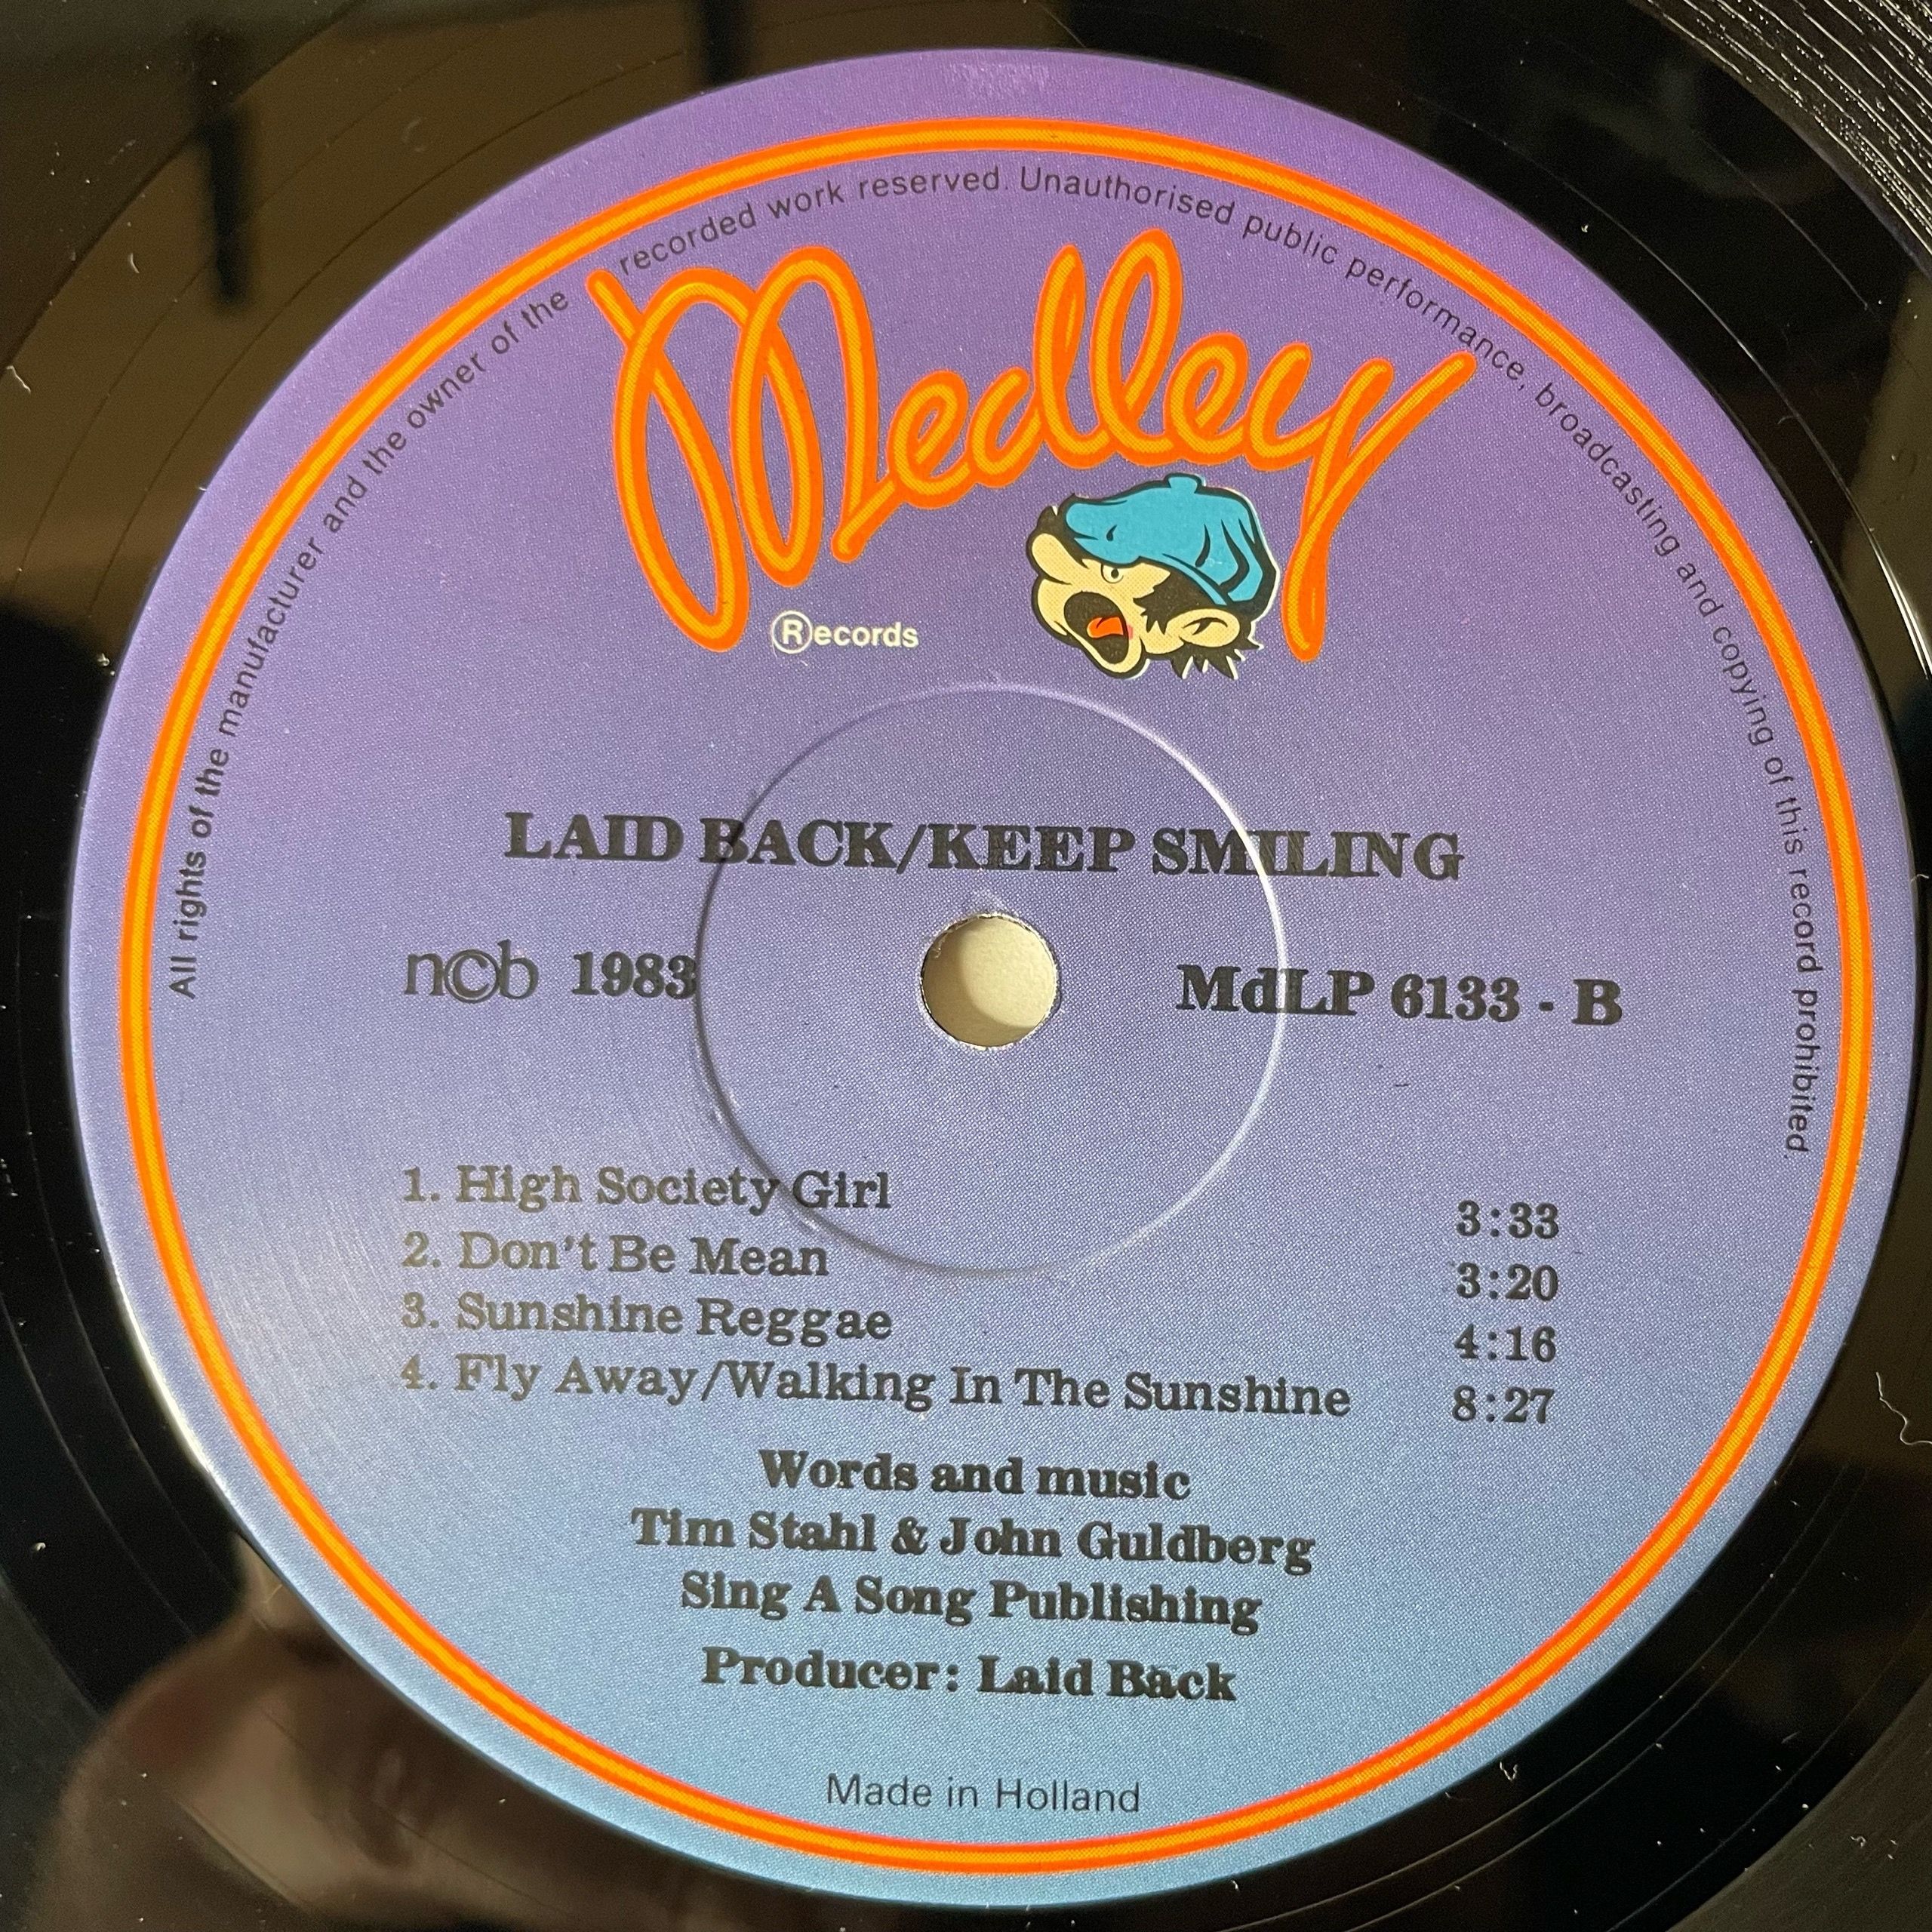 All rights of the manufacturer and the owner of the recorded work reserved. Unauthorised public performance, broadcasting and copying of this record prohibited.
Medley
Ⓡecords
LAID BACK/KEEP SMILING
n©b 1983
MdLP 6133 - B
1. High Society Girl 3:33
2. Don't Be Mean 3:20
3. Sunshine Reggae 4:16
4. Fly Away/Walking In The Sunshine 8:27
Words and music
Tim Stahl & John Guldberg
Sing A Song Publishing
Producer: Laid Back
Made in Holland